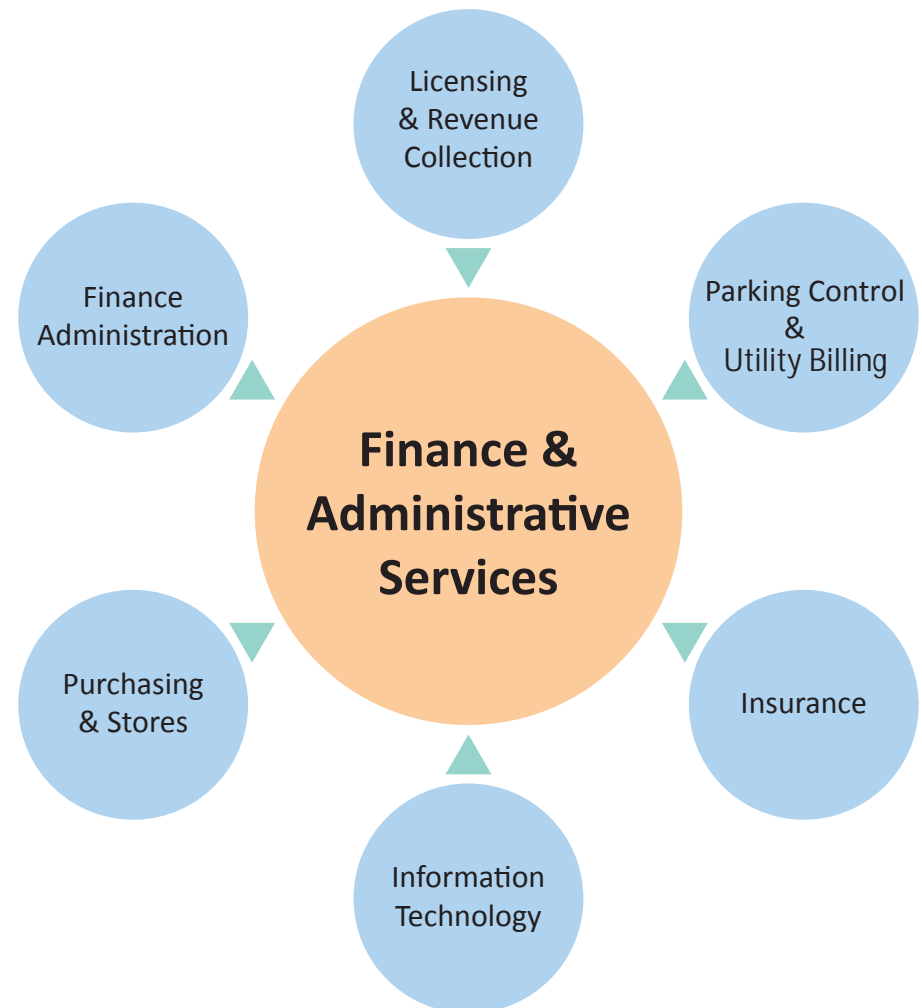 Licensing
& Revenue
Collection
Finance
Administration
Parking Control
&
Utility Billing
Finance &
Administrative
Services
Purchasing
& Stores
Insurance
Information
Technology